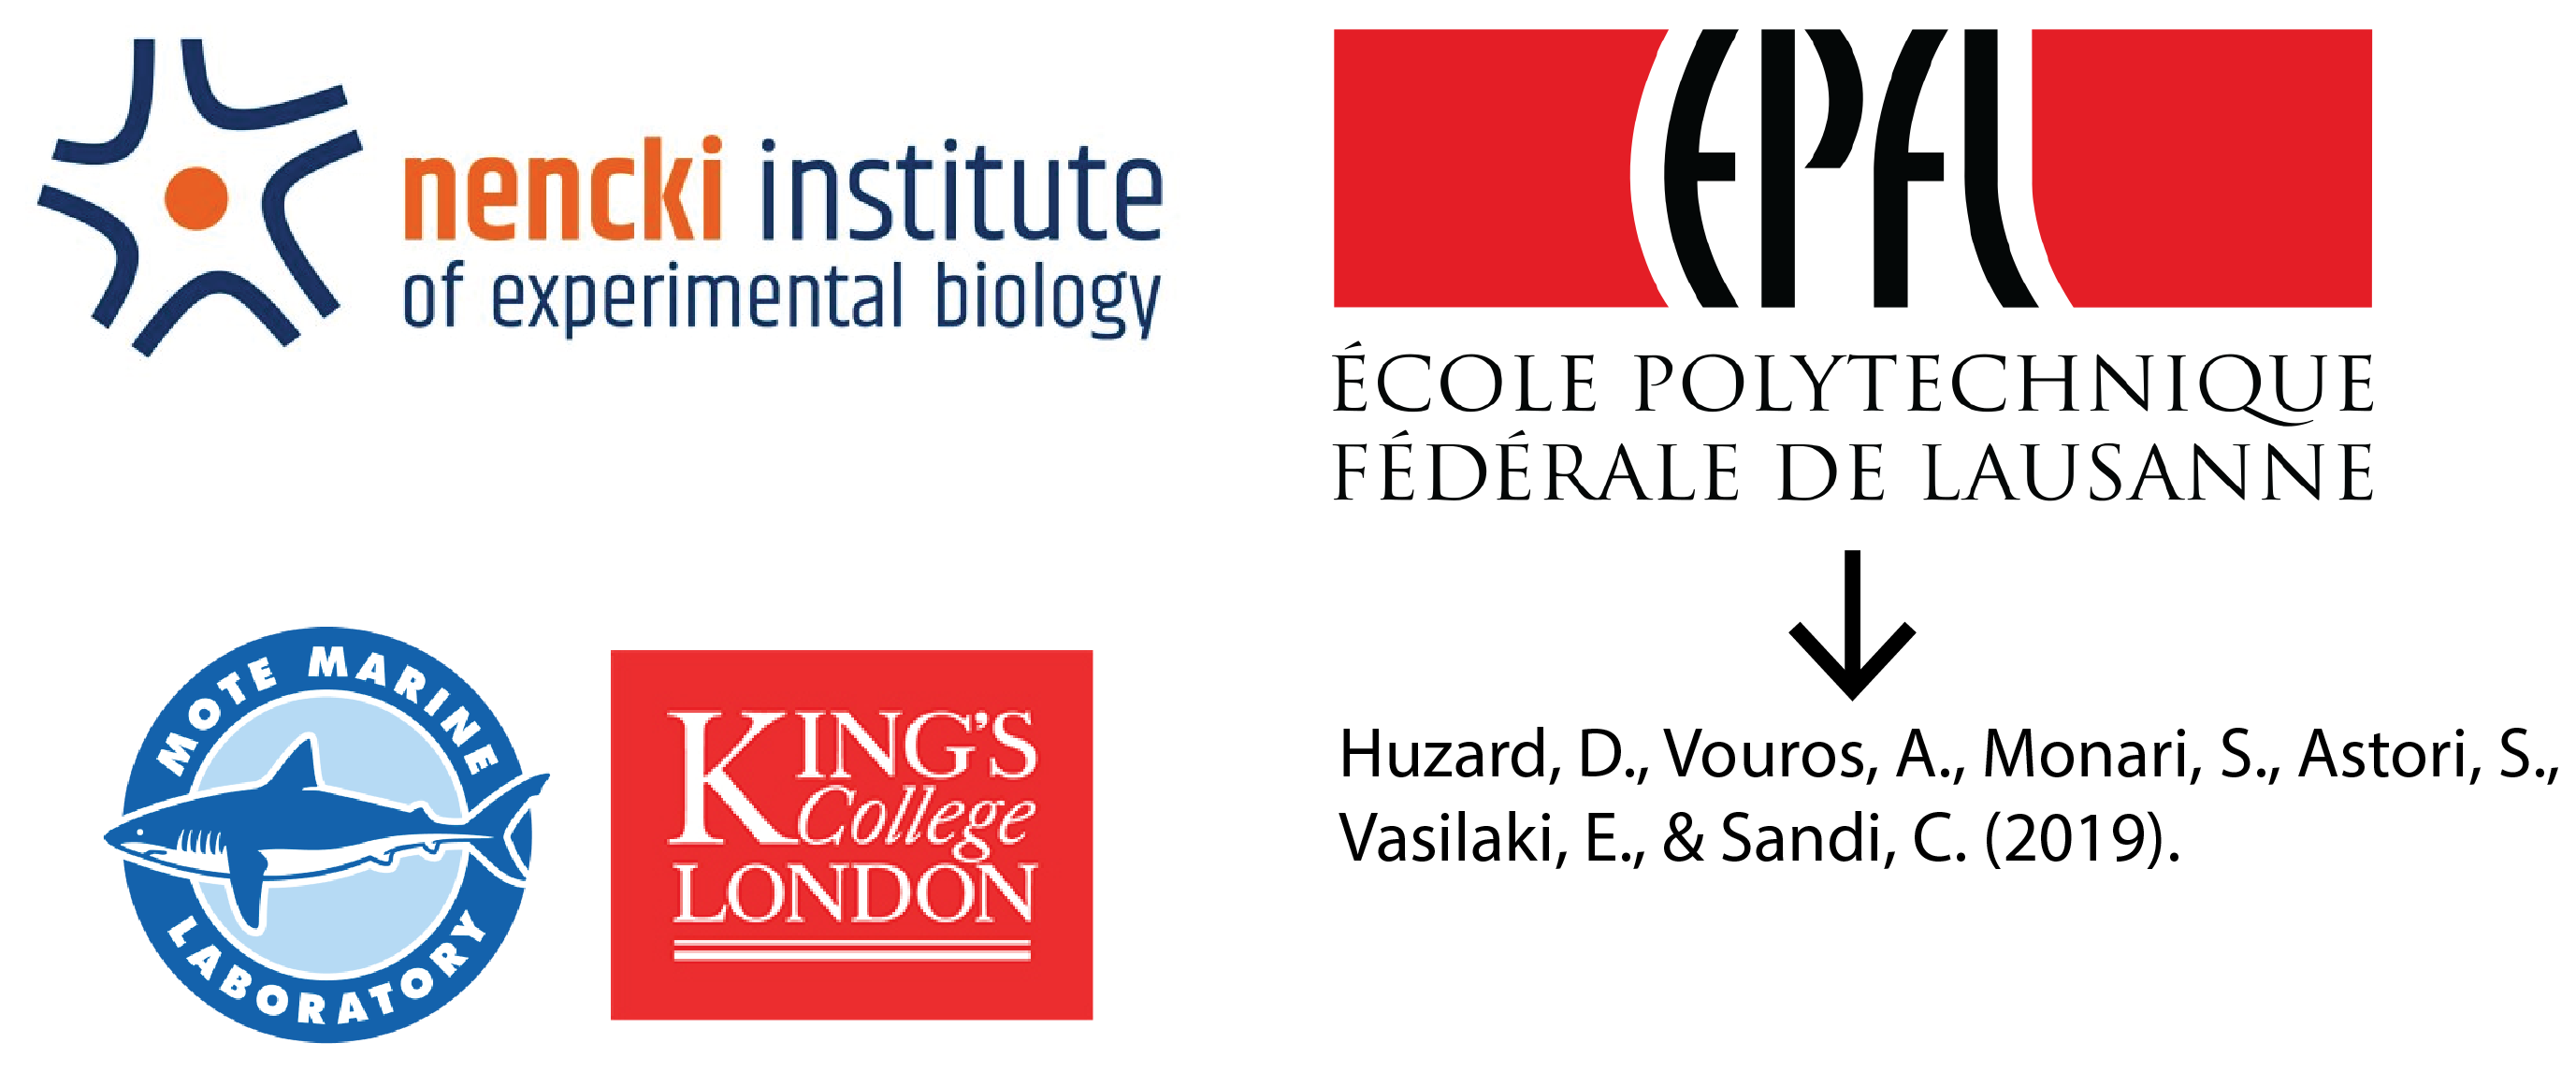 nencki institute
of experimental biology
EPFL
ÉCOLE POLYTECHNIQUE
FÉDÉRALE DE LAUSANNE
MOTE MARINE
LABORATORY
KING'S
College
LONDON
Huzard, D., Vouros, A., Monari, S., Astori, S.,
Vasilaki, E., & Sandi, C. (2019).